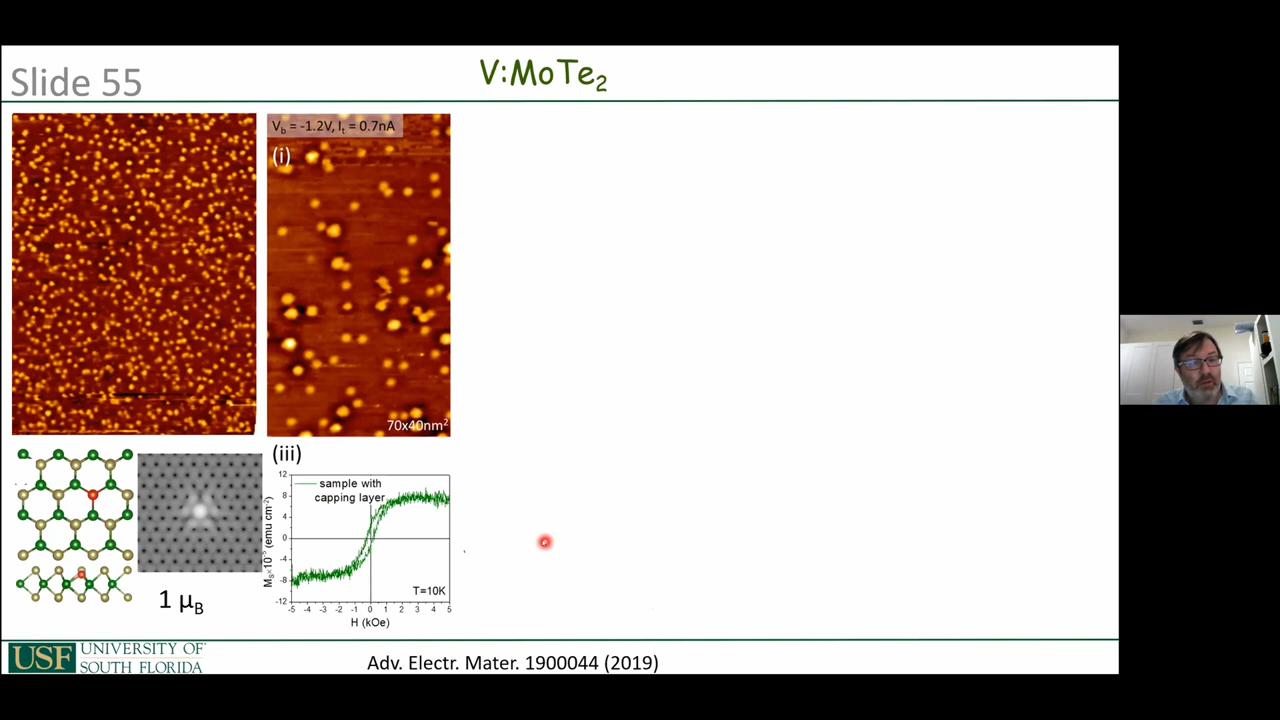 Slide 55
V:MoTe₂
V_b = -1.2V, I_t = 0.7nA
(i)
70x40nm²
(iii)
sample with
capping layer
12
8
4
0
-4
-8
-12
M_S×10⁻⁵ (emu cm⁻²)
T=10K
-5 -4 -3 -2 -1 0 1 2 3 4 5
H (kOe)
1 μ_B
USF UNIVERSITY OF
SOUTH FLORIDA
Adv. Electr. Mater. 1900044 (2019)